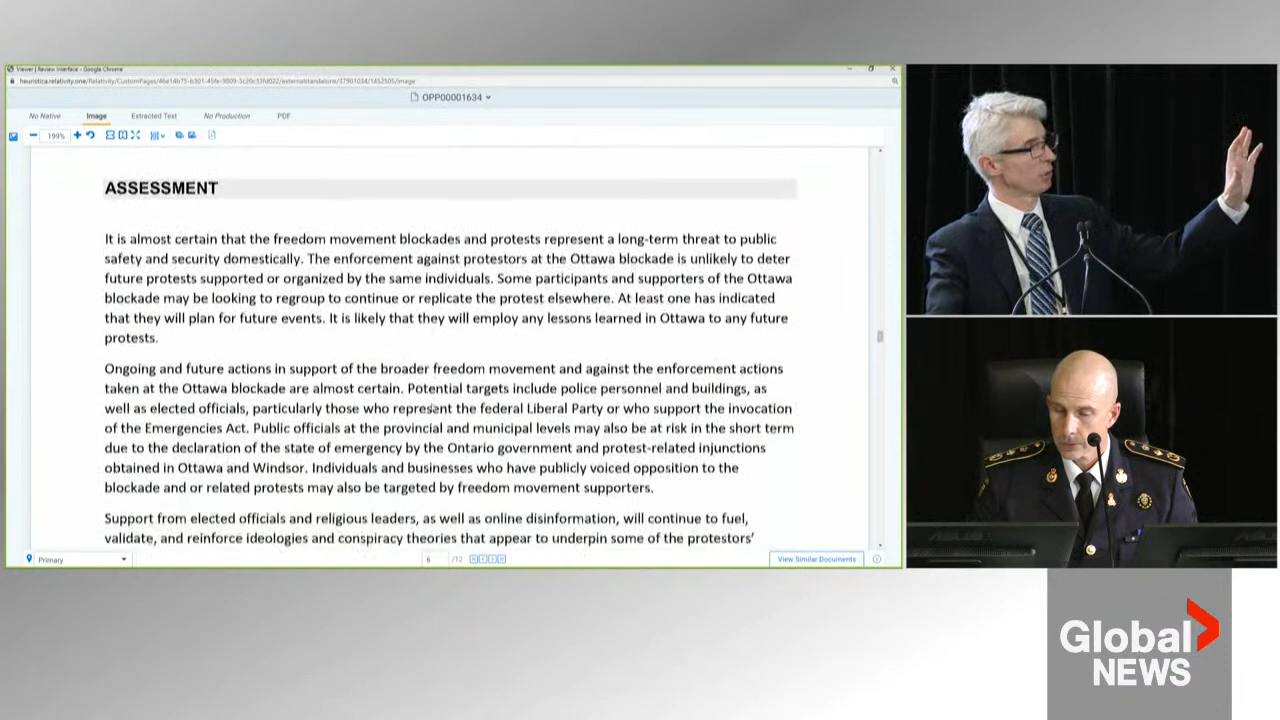 Viewer | Review Interface - Google Chrome
OPP00001634
No Native Image Extracted Text No Production PDF
199%
ASSESSMENT
It is almost certain that the freedom movement blockades and protests represent a long-term threat to public
safety and security domestically. The enforcement against protestors at the Ottawa blockade is unlikely to deter
future protests supported or organized by the same individuals. Some participants and supporters of the Ottawa
blockade may be looking to regroup to continue or replicate the protest elsewhere. At least one has indicated
that they will plan for future events. It is likely that they will employ any lessons learned in Ottawa to any future
protests.
Ongoing and future actions in support of the broader freedom movement and against the enforcement actions
taken at the Ottawa blockade are almost certain. Potential targets include police personnel and buildings, as
well as elected officials, particularly those who represent the federal Liberal Party or who support the invocation
of the Emergencies Act. Public officials at the provincial and municipal levels may also be at risk in the short term
due to the declaration of the state of emergency by the Ontario government and protest-related injunctions
obtained in Ottawa and Windsor. Individuals and businesses who have publicly voiced opposition to the
blockade and or related protests may also be targeted by freedom movement supporters.
Support from elected officials and religious leaders, as well as online disinformation, will continue to fuel,
validate, and reinforce ideologies and conspiracy theories that appear to underpin some of the protestors'
Primary 6 /12 View Similar Documents
Global
NEWS